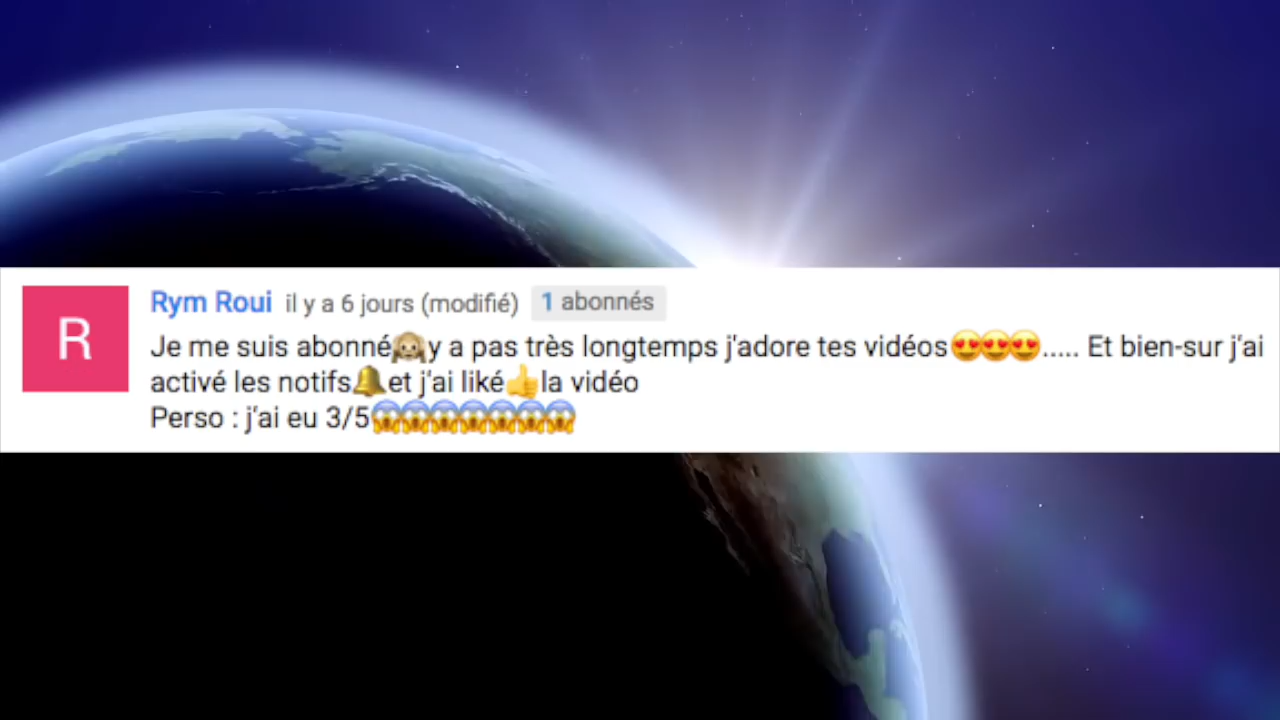 R
Rym Roui il y a 6 jours (modifié) 1 abonnés
Je me suis abonné🙉y a pas très longtemps j'adore tes vidéos😍😍😍..... Et bien-sur j'ai
activé les notifs🔔et j'ai liké👍la vidéo
Perso : j'ai eu 3/5😱😱😱😱😱😱😱